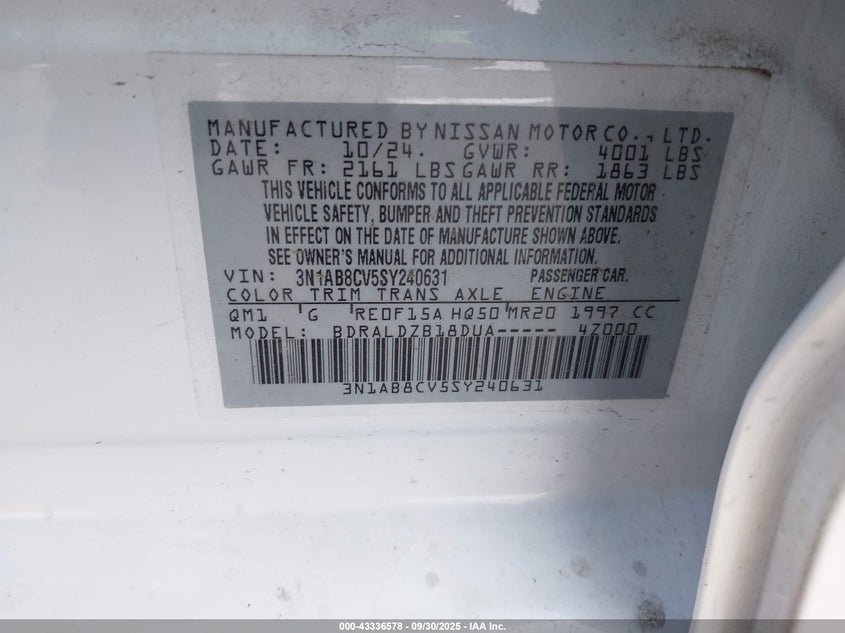 MANUFACTURED BY NISSAN MOTOR CO., LTD.
DATE: 10/24. GVWR: 4001 LBS
GAWR FR: 2161 LBS GAWR RR: 1863 LBS
THIS VEHICLE CONFORMS TO ALL APPLICABLE FEDERAL MOTOR
VEHICLE SAFETY, BUMPER AND THEFT PREVENTION STANDARDS
IN EFFECT ON THE DATE OF MANUFACTURE SHOWN ABOVE.
SEE OWNER'S MANUAL FOR ADDITIONAL INFORMATION.
VIN: 3N1AB8CV5SY240631 PASSENGER CAR.
COLOR TRIM TRANS AXLE ENGINE
QM1 G RE0F15A HQ50 MR20 1997 CC
MODEL: BDRALDZB18DUA----- 4Z000
3N1AB8CV5SY240631
000-43336578 - 09/30/2025 - IAA Inc.